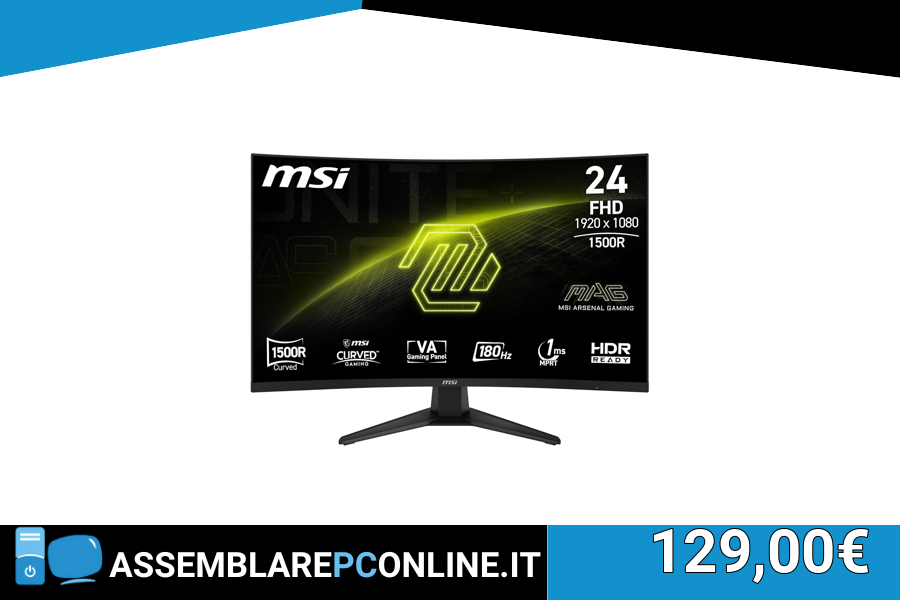 msi
24
FHD
1920 x 1080
1500R
MAG
MSI ARSENAL GAMING
1500R
Curved
msi
CURVED
GAMING
VA
Gaming Panel
180Hz
1ms
MPRT
HDR
READY
msi
ASSEMBLAREPCONLINE.IT
129,00€